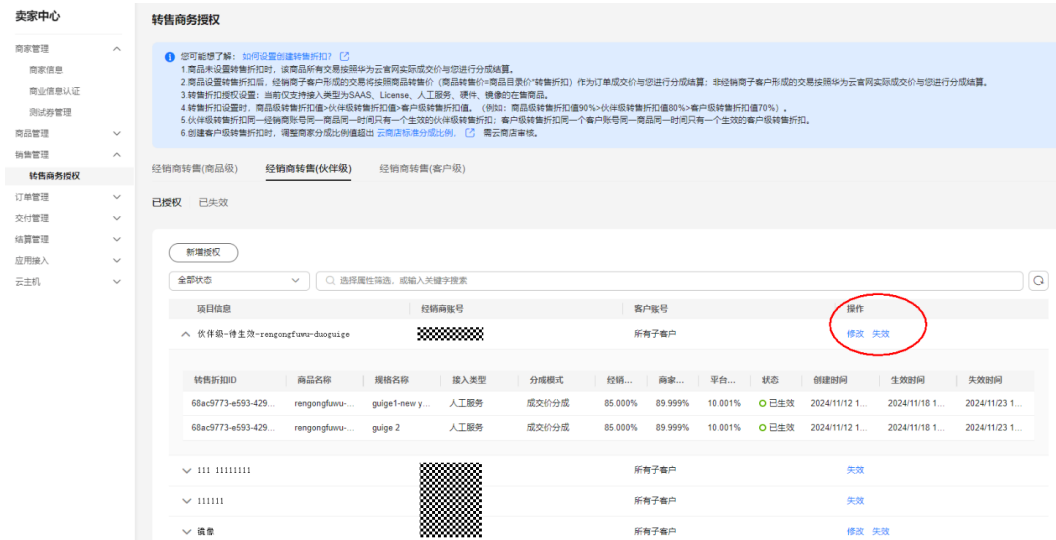 卖家中心
商家管理
商家信息
商业信息认证
测试券管理
商品管理
销售管理
转售商务授权
订单管理
交付管理
结算管理
应用接入
云主机
转售商务授权
您可能想了解： 如何设置创建转售折扣？
1.商品未设置转售折扣时，该商品所有交易按照华为云官网实际成交价与您进行分成结算。
2.商品设置转售折扣后，经销商子客户形成的交易将按照商品转售价（商品转售价=商品目录价*转售折扣）作为订单成交价与您进行分成结算；非经销商子客户形成的交易按照华为云官网实际成交价与您进行分成结算。
3.转售折扣授权设置：当前仅支持接入类型为SAAS、License、人工服务、硬件、镜像的在售商品。
4.转售折扣设置时，商品级转售折扣值>伙伴级转售折扣值>客户级转售折扣值。（例如：商品级转售折扣值90%>伙伴级转售折扣值80%>客户级转售折扣值70%）。
5.伙伴级转售折扣同一经销商账号同一商品同一时间只有一个生效的伙伴级转售折扣；客户级转售折扣同一个客户账号同一商品同一时间只有一个生效的客户级转售折扣。
6.创建客户级转售折扣时，调整商家分成比例值超出 云商店标准分成比例， 需云商店审核。
经销商转售(商品级) 经销商转售(伙伴级) 经销商转售(客户级)
已授权 已失效
新增授权
全部状态 选择属性筛选，或输入关键字搜索
项目信息 经销商账号 客户账号 操作
伙伴级-待生效-rengongfuwu-duoguige 所有子客户 修改 失效
转售折扣ID 商品名称 规格名称 接入类型 分成模式 经销... 商家... 平台... 状态 创建时间 生效时间 失效时间
68ac9773-e593-429... rengongfuwu-... guige1-new y... 人工服务 成交价分成 85.000% 89.999% 10.001% 已生效 2024/11/12 1... 2024/11/18 1... 2024/11/23 1...
68ac9773-e593-429... rengongfuwu-... guige 2 人工服务 成交价分成 85.000% 89.999% 10.001% 已生效 2024/11/12 1... 2024/11/18 1... 2024/11/23 1...
111 11111111 所有子客户 失效
111111 所有子客户 失效
镜像 所有子客户 修改 失效